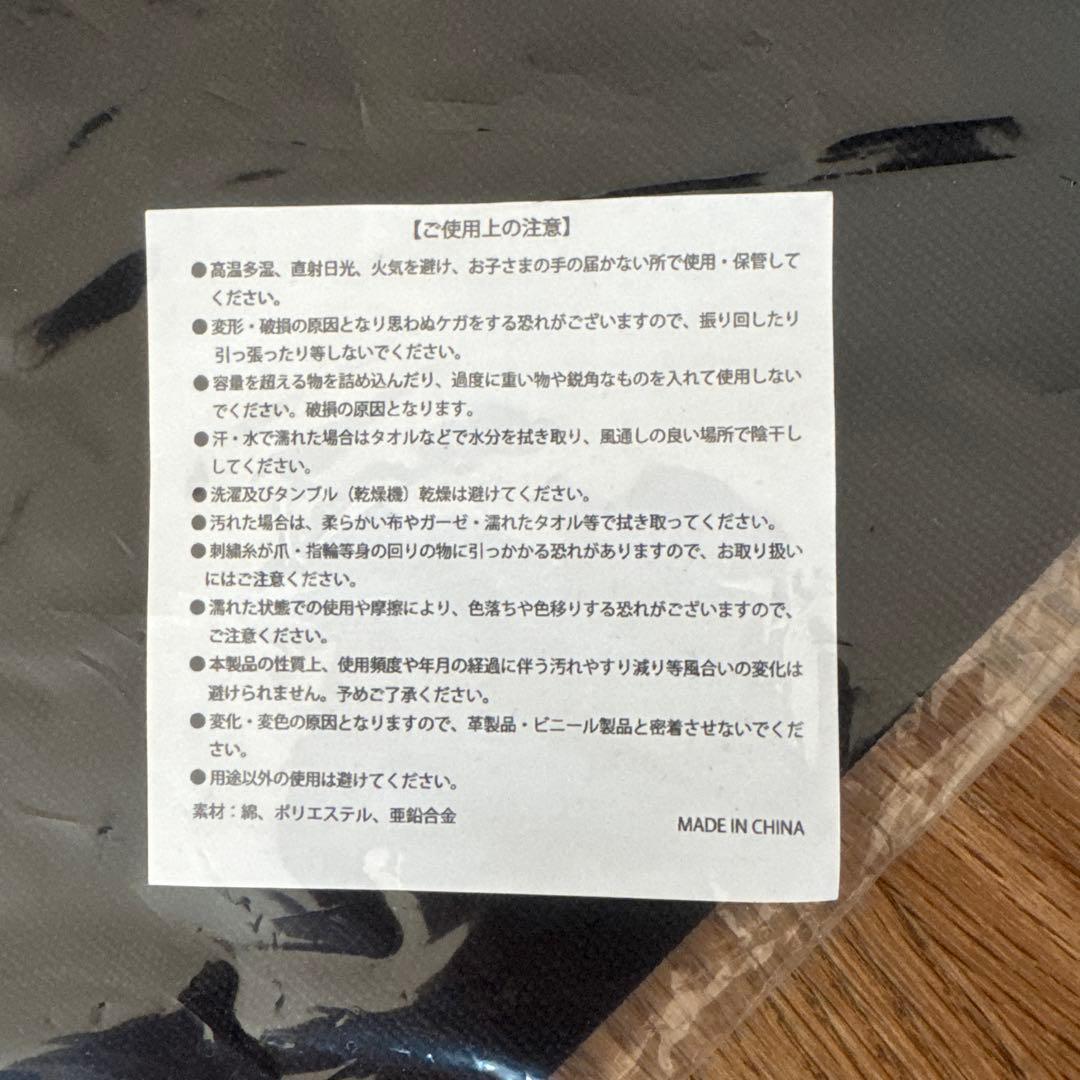 【ご使用上の注意】
●高温多湿、直射日光、火気を避け、お子さまの手の届かない所で使用・保管して
ください。
●変形・破損の原因となり思わぬケガをする恐れがございますので、振り回したり
引っ張ったり等しないでください。
●容量を超える物を詰め込んだり、過度に重い物や鋭角なものを入れて使用しない
でください。破損の原因となります。
●汗・水で濡れた場合はタオルなどで水分を拭き取り、風通しの良い場所で陰干し
してください。
●洗濯及びタンブル（乾燥機）乾燥は避けてください。
●汚れた場合は、柔らかい布やガーゼ・濡れたタオル等で拭き取ってください。
●刺繍糸が爪・指輪等身の回りの物に引っかかる恐れがありますので、お取り扱い
にはご注意ください。
●濡れた状態での使用や摩擦により、色落ちや色移りする恐れがございますので、
ご注意ください。
●本製品の性質上、使用頻度や年月の経過に伴う汚れやすり減り等風合いの変化は
避けられません。予めご了承ください。
●変化・変色の原因となりますので、革製品・ビニール製品と密着させないでくだ
さい。
●用途以外の使用は避けてください。
素材：綿、ポリエステル、亜鉛合金
MADE IN CHINA